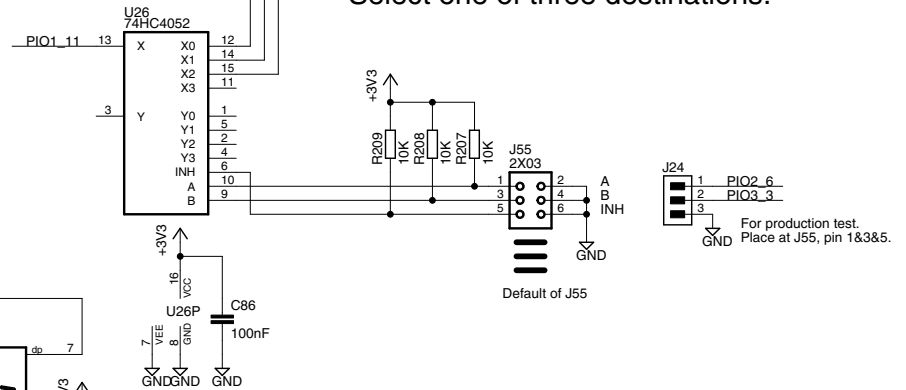 Select one of three destinations.
U26
74HC4052
PIO1_11
13
X
X0
12
X1
14
X2
15
X3
11
3
Y
Y0
1
Y1
5
Y2
2
Y3
4
INH
6
A
10
B
9
+3V3
R209
10K
R208
10K
R207
10K
J55
2X03
1
2
A
3
4
B
5
6
INH
GND
Default of J55
J24
1
PIO2_6
2
PIO3_3
3
GND
For production test.
Place at J55, pin 1&3&5.
+3V3
16
VCC
U26P
C86
100nF
7
VEE
8
GND
GND
GND
GND
dp
7